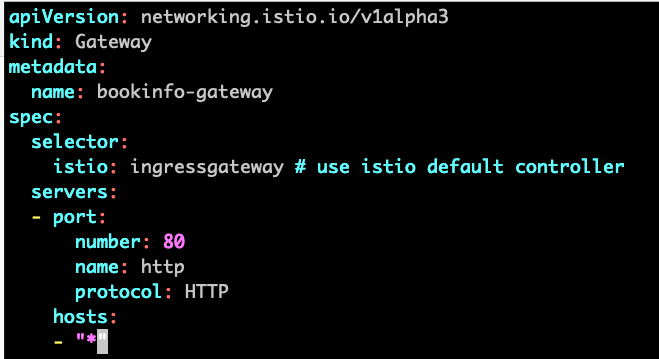 apiVersion: networking.istio.io/v1alpha3
kind: Gateway
metadata:
  name: bookinfo-gateway
spec:
  selector:
    istio: ingressgateway # use istio default controller
  servers:
  - port:
      number: 80
      name: http
      protocol: HTTP
    hosts:
    - "*"